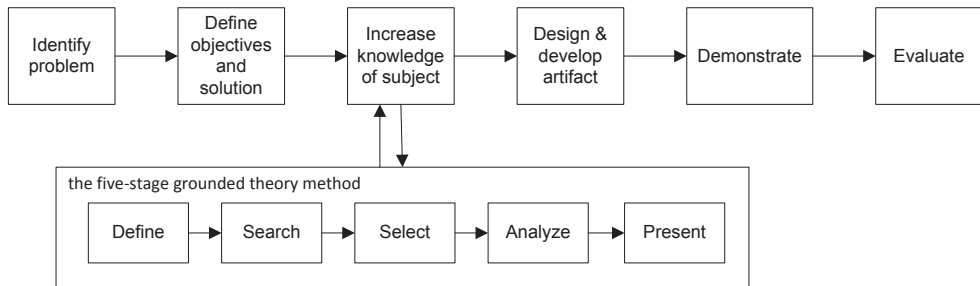 Identify
problem
Define
objectives
and
solution
Increase
knowledge
of subject
Design &
develop
artifact
Demonstrate
Evaluate
the five-stage grounded theory method
Define
Search
Select
Analyze
Present